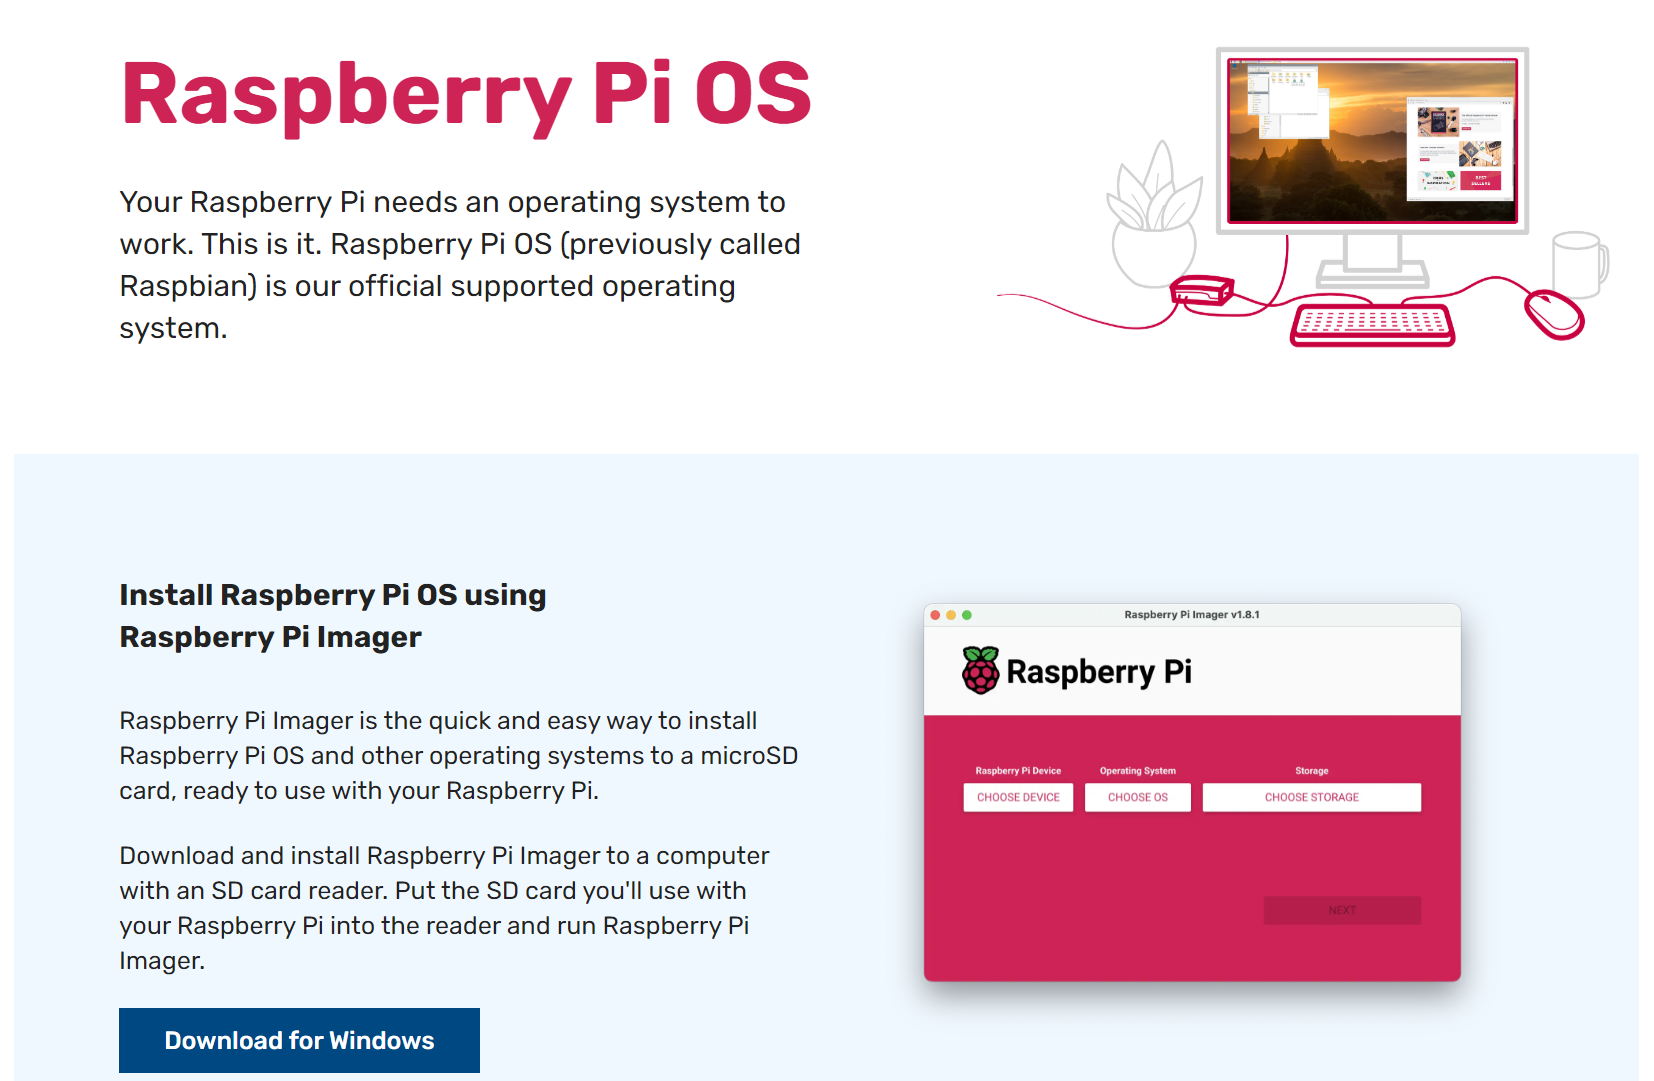 Raspberry Pi OS
Your Raspberry Pi needs an operating system to
work. This is it. Raspberry Pi OS (previously called
Raspbian) is our official supported operating
system.
Install Raspberry Pi OS using
Raspberry Pi Imager
Raspberry Pi Imager is the quick and easy way to install
Raspberry Pi OS and other operating systems to a microSD
card, ready to use with your Raspberry Pi.
Download and install Raspberry Pi Imager to a computer
with an SD card reader. Put the SD card you'll use with
your Raspberry Pi into the reader and run Raspberry Pi
Imager.
Download for Windows
Raspberry Pi Imager v1.8.1
Raspberry Pi
Raspberry Pi Device Operating System Storage
CHOOSE DEVICE CHOOSE OS CHOOSE STORAGE
NEXT
BEST
SELLERS